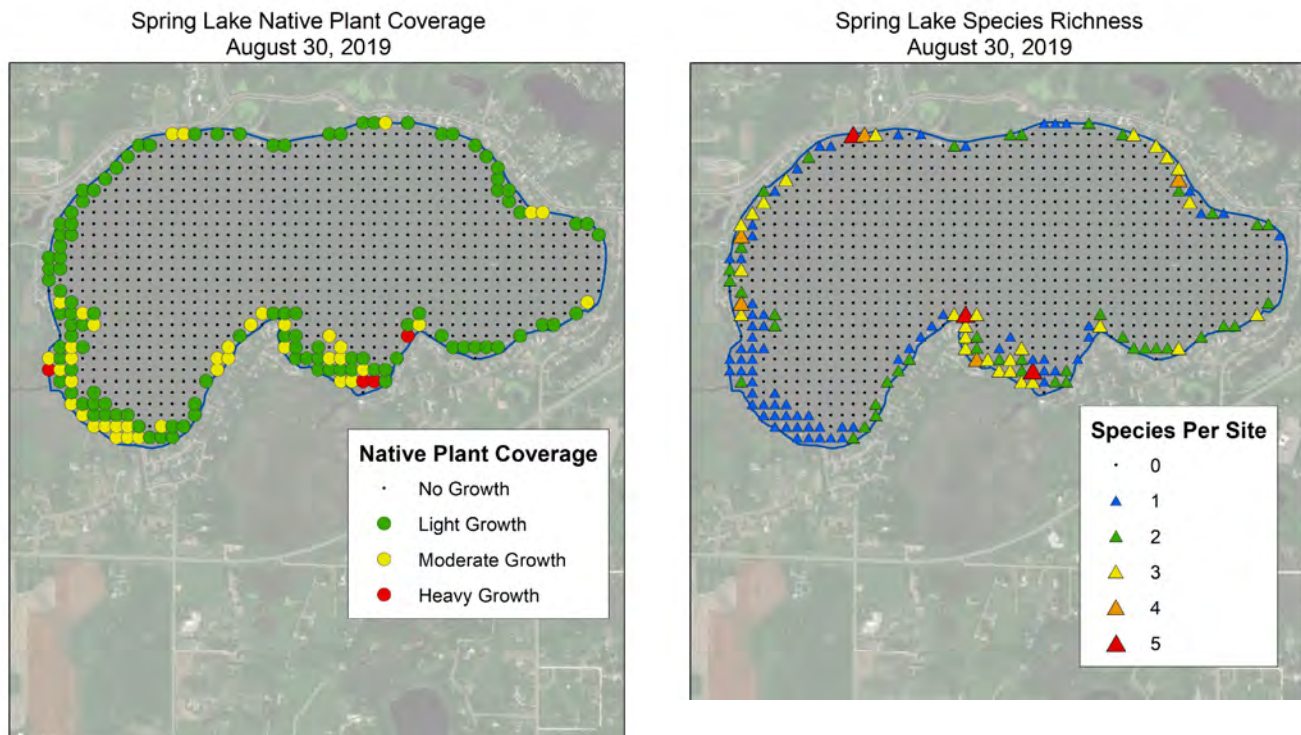 Spring Lake Native Plant Coverage
August 30, 2019
Native Plant Coverage
No Growth
Light Growth
Moderate Growth
Heavy Growth
Spring Lake Species Richness
August 30, 2019
Species Per Site
0
1
2
3
4
5